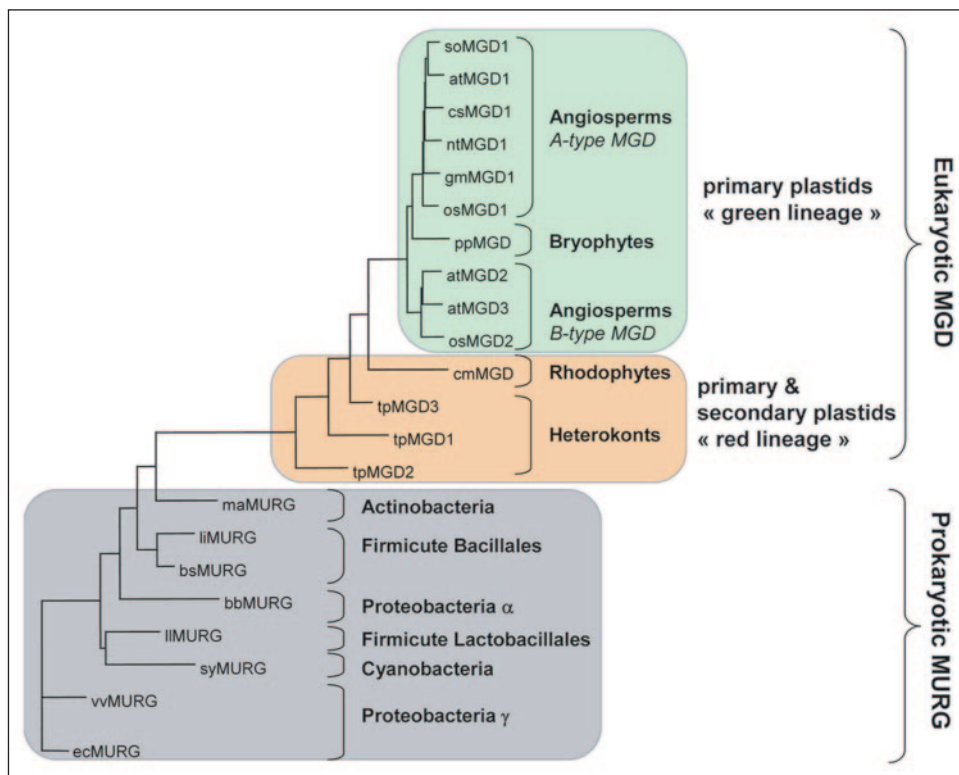 soMGD1
atMGD1
csMGD1
ntMGD1
gmMGD1
osMGD1
Angiosperms
A-type MGD
ppMGD
Bryophytes
atMGD2
atMGD3
osMGD2
Angiosperms
B-type MGD
primary plastids
« green lineage »
cmMGD
Rhodophytes
tpMGD3
tpMGD1
tpMGD2
Heterokonts
primary &
secondary plastids
« red lineage »
Eukaryotic MGD
maMURG
Actinobacteria
liMURG
bsMURG
Firmicute Bacillales
bbMURG
Proteobacteria α
llMURG
Firmicute Lactobacillales
syMURG
Cyanobacteria
vvMURG
ecMURG
Proteobacteria γ
Prokaryotic MURG